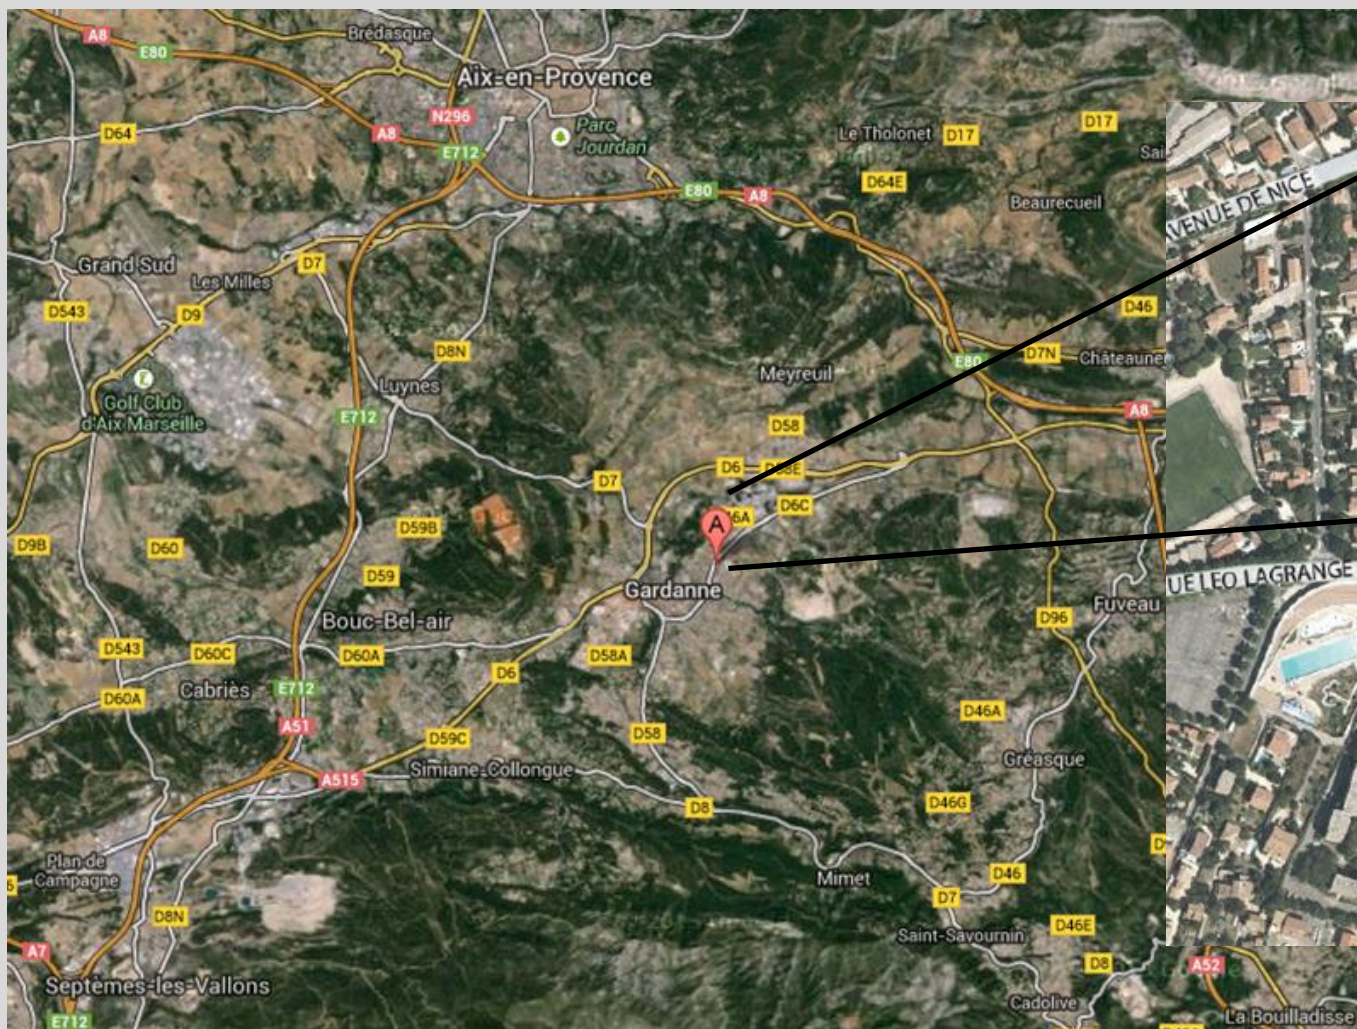 A8
E80
Brédasque
Aix-en-Provence
N296
D64
A8
E712
Parc
Jourdan
Le Tholonet
D17
D17
D64E
E80
A8
Beaurecueil
AVENUE DE NICE
Grand Sud
D7
Les Milles
D543
D9
D46
D8N
E80
D7N
Meyreuil
Luynes
Golf Club
d'Aix Marseille
E712
A8
D58
D6
D58E
D7
D6C
D59B
A
46A
D9B
D60
D59
Gardanne
UE LEO LAGRANGE
Fuveau
D96
Bouc-Bel-air
D543
D60C
D60A
D58A
D6
Cabriès
D60A
E712
A51
D46A
D59C
D58
Gréasque
Simiane-Collongue
A515
D8
D46G
Plan de
Campagne
Mimet
D46
D7
D8N
D46E
Saint-Savournin
A7
D8
A52
Septèmes-les-Vallons
Cadolive
La Bouilladisse
E712